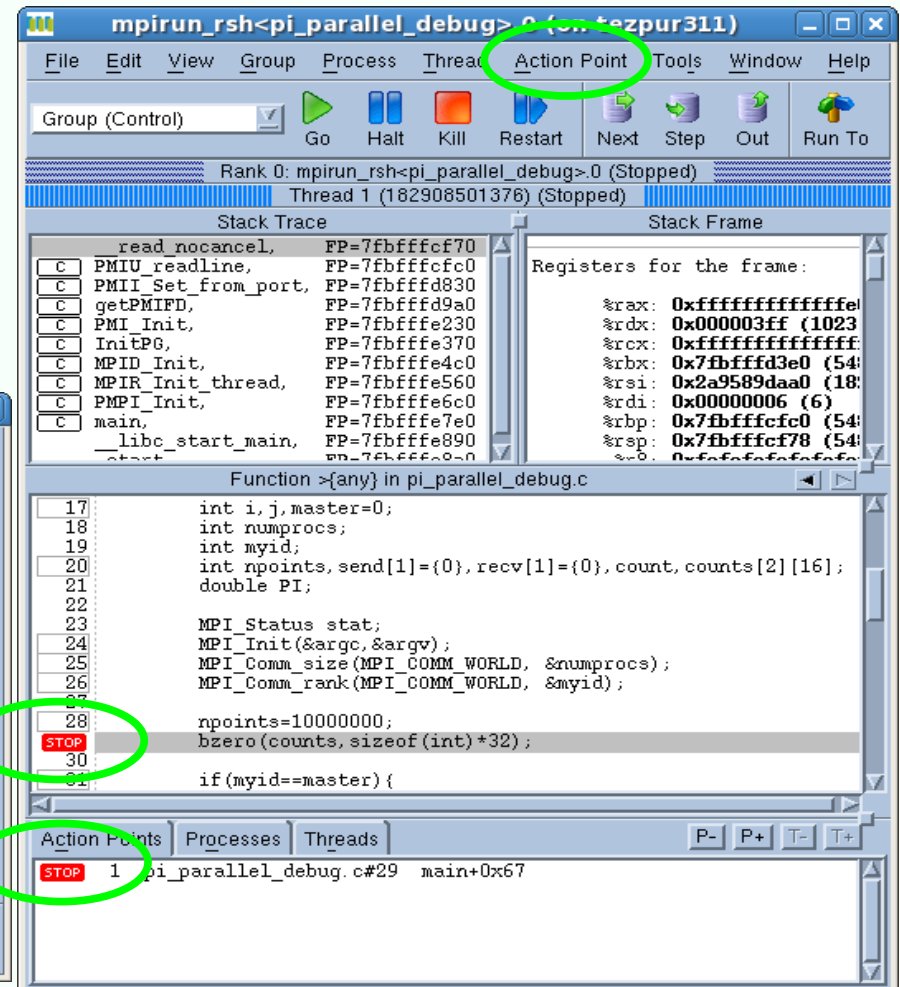 mpirun_rsh<pi_parallel_debug>.0 (on tezpur311)
File Edit View Group Process Thread Action Point Tools Window Help
Group (Control)
Go Halt Kill Restart Next Step Out Run To
Rank 0: mpirun_rsh<pi_parallel_debug>.0 (Stopped)
Thread 1 (182908501376) (Stopped)
Stack Trace
__read_nocancel, FP=7fbfffcf70
C PMIU_readline, FP=7fbfffcfc0
C PMII_Set_from_port, FP=7fbfffd830
C getPMIFD, FP=7fbfffd9a0
C PMI_Init, FP=7fbfffe230
C InitPG, FP=7fbfffe370
C MPID_Init, FP=7fbfffe4c0
C MPIR_Init_thread, FP=7fbfffe560
C PMPI_Init, FP=7fbfffe6c0
C main, FP=7fbfffe7e0
__libc_start_main, FP=7fbfffe890
Stack Frame
Registers for the frame:
%rax: 0xfffffffffffffe
%rdx: 0x000003ff (1023
%rcx: 0xffffffffffffff
%rbx: 0x7fbfffd3e0 (54
%rsi: 0x2a9589daa0 (18
%rdi: 0x00000006 (6)
%rbp: 0x7fbfffcfc0 (54
%rsp: 0x7fbfffcf78 (54
Function >{any} in pi_parallel_debug.c
17 int i,j,master=0;
18 int numprocs;
19 int myid;
20 int npoints,send[1]={0},recv[1]={0},count,counts[2][16];
21 double PI;
22
23 MPI_Status stat;
24 MPI_Init(&argc,&argv);
25 MPI_Comm_size(MPI_COMM_WORLD, &numprocs);
26 MPI_Comm_rank(MPI_COMM_WORLD, &myid);
27
28 npoints=10000000;
STOP bzero(counts,sizeof(int)*32);
30
31 if(myid==master){
Action Points Processes Threads P- P+ T- T+
STOP 1 pi_parallel_debug.c#29 main+0x67